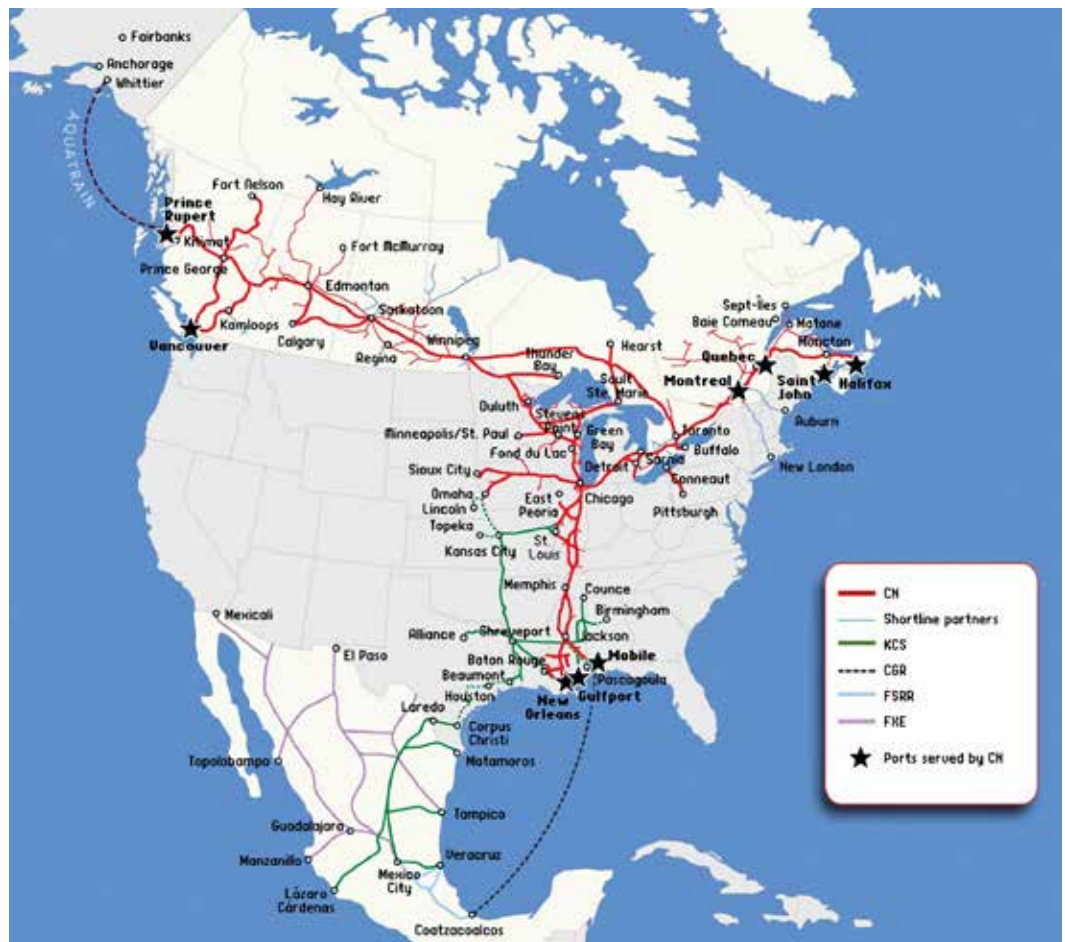 Fairbanks
Anchorage
Whittier
AQUATRAIN
Fort Nelson
Hay River
Prince
Rupert
Kitimat
Fort McMurray
Prince George
Edmonton
Saskatoon
Kamloops
Calgary
Vancouver
Regina
Winnipeg
Thunder
Bay
Hearst
Sault
Ste. Marie
Sept-Iles
Baie Comeau
Matane
Moncton
Quebec
Montreal
Saint
John
Halifax
Auburn
New London
Duluth
Stevens
Point
Green
Bay
Minneapolis/St. Paul
Fond du Lac
Toronto
Buffalo
Sarnia
Detroit
Conneaut
Pittsburgh
Sioux City
Omaha
Lincoln
Topeka
Kansas City
East
Peoria
Chicago
St.
Louis
Memphis
Counce
Birmingham
Alliance
Shreveport
Jackson
Baton Rouge
Mobile
Pascagoula
Beaumont
Houston
Gulfport
New
Orleans
Mexicali
El Paso
Laredo
Corpus
Christi
Matamoros
Topolobampo
Tampico
Guadalajara
Manzanillo
Veracruz
Mexico
City
Lázaro
Cárdenas
Coatzacoalcos
CN
Shortline partners
KCS
CGR
FSRR
FXE
Ports served by CN